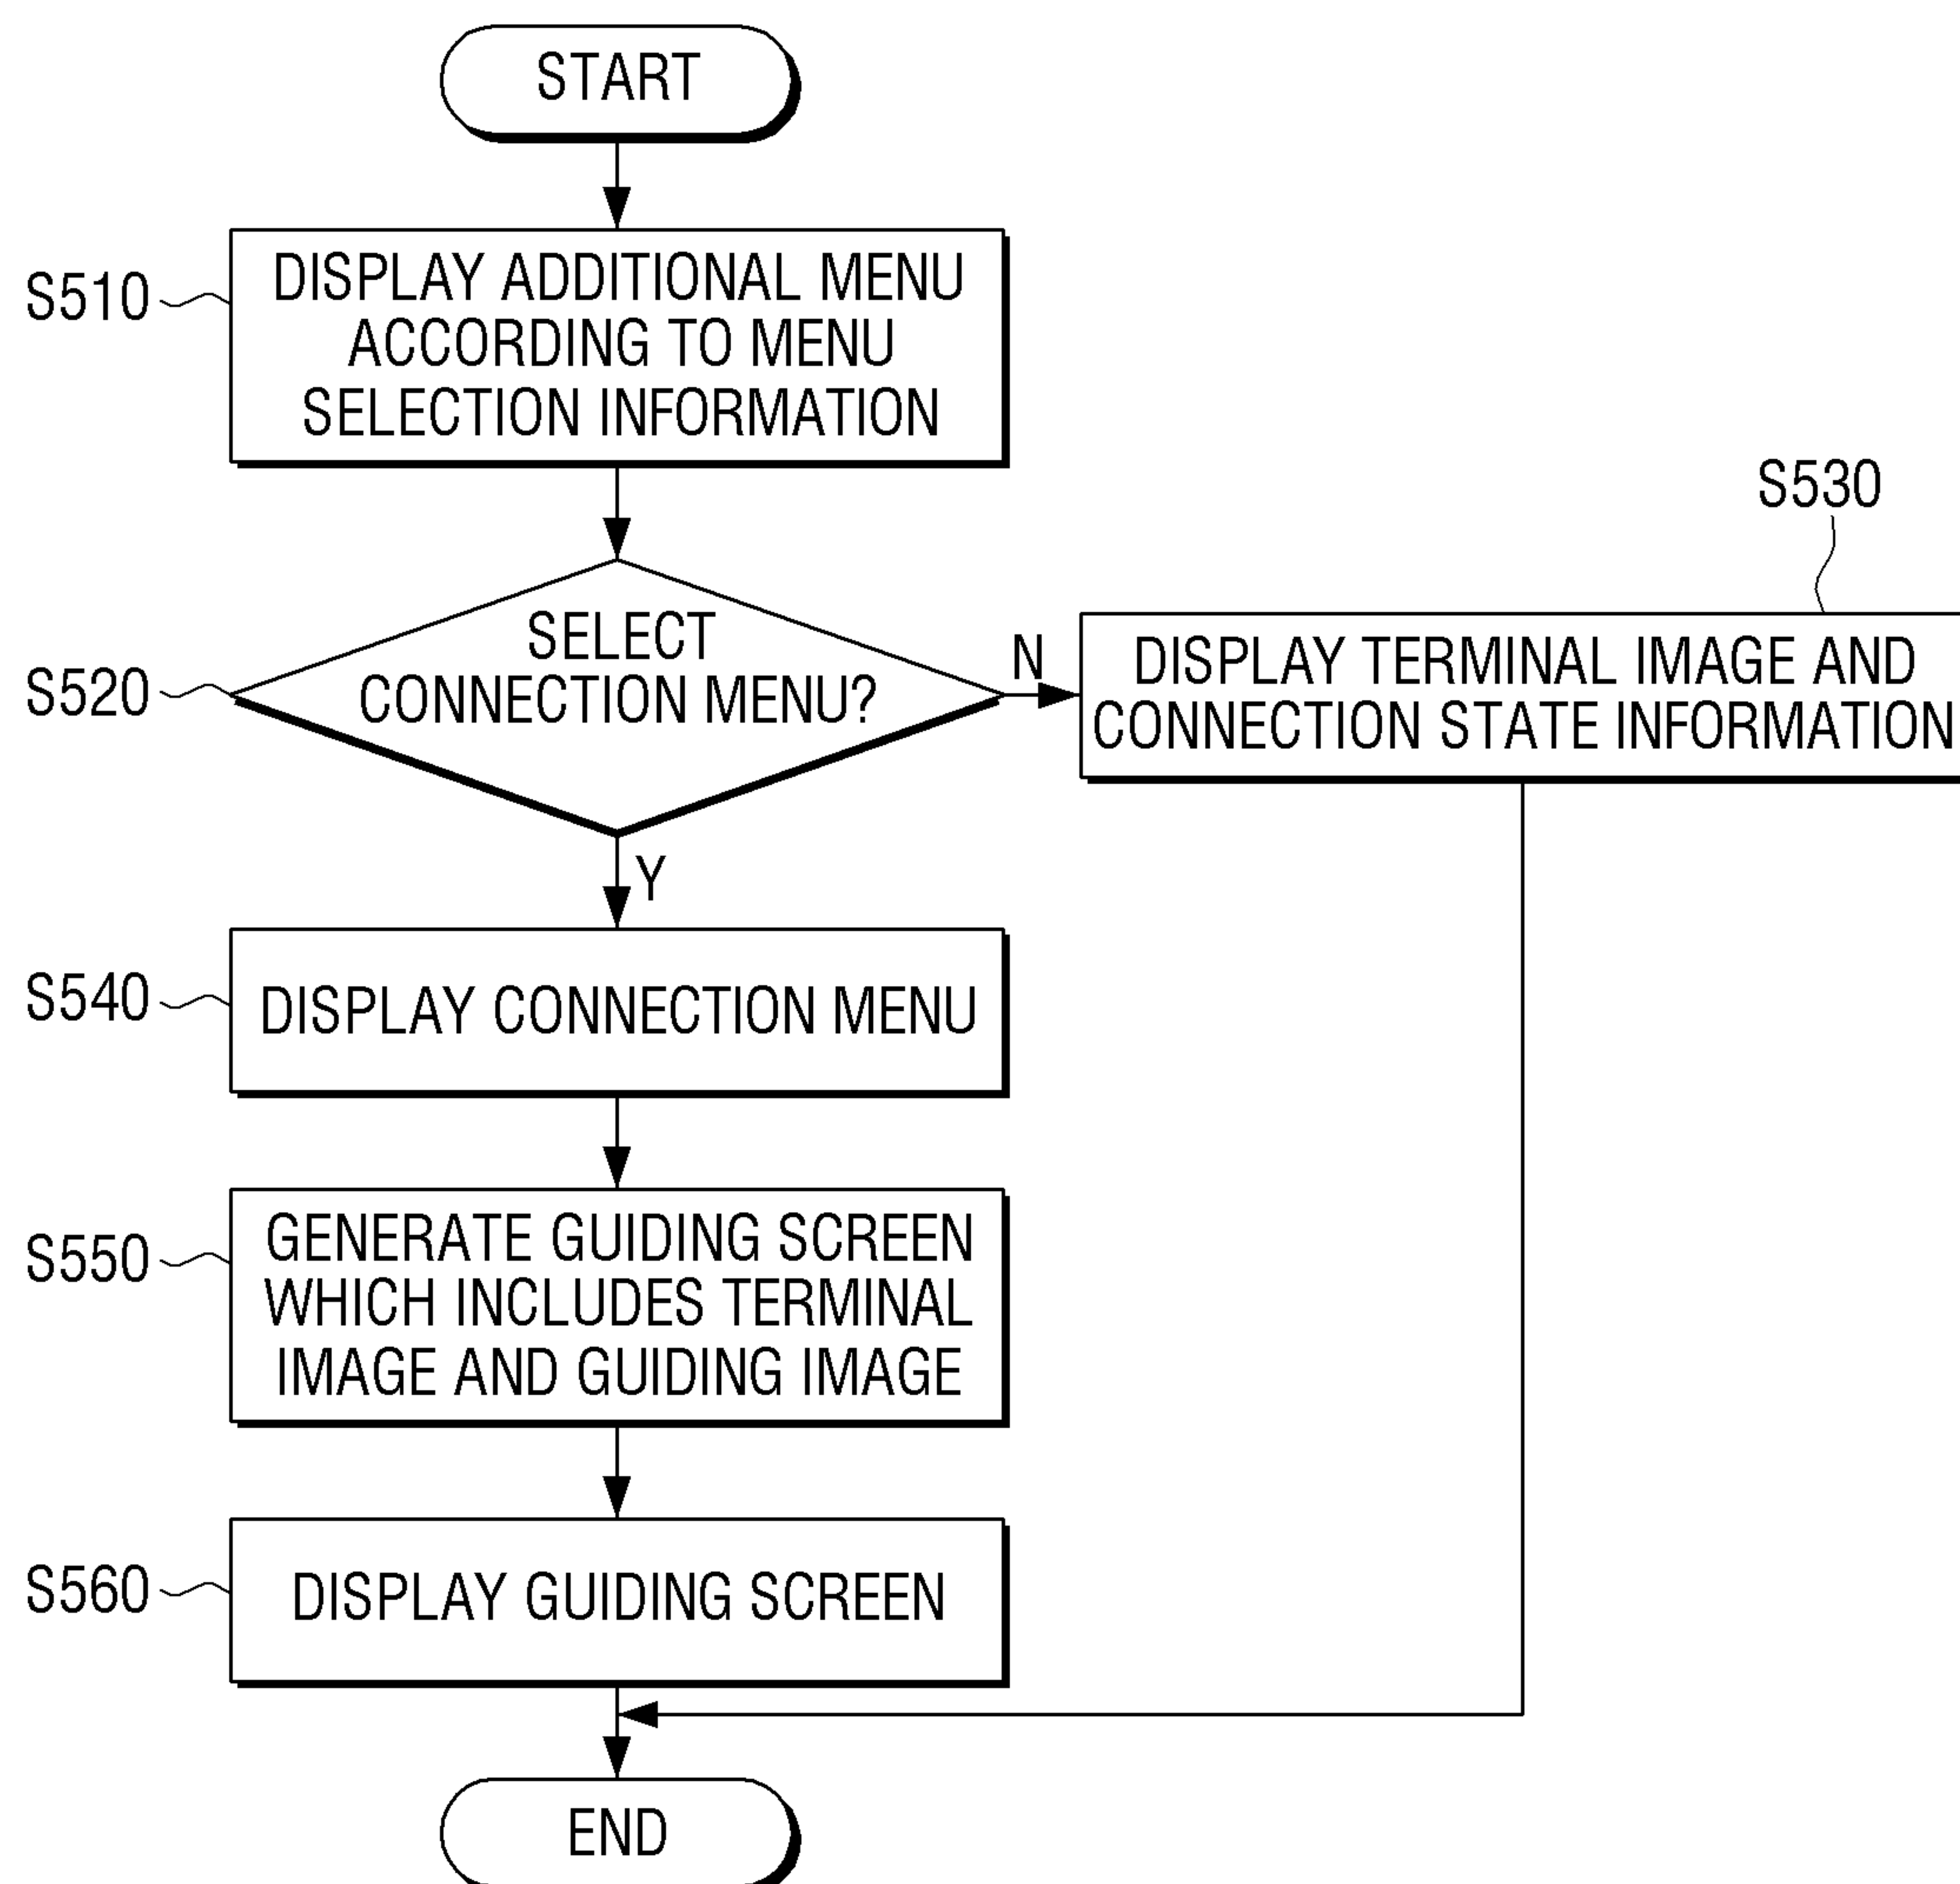 START
S510
DISPLAY ADDITIONAL MENU
ACCORDING TO MENU
SELECTION INFORMATION
S520
SELECT
CONNECTION MENU?
N
S530
DISPLAY TERMINAL IMAGE AND
CONNECTION STATE INFORMATION
Y
S540
DISPLAY CONNECTION MENU
S550
GENERATE GUIDING SCREEN
WHICH INCLUDES TERMINAL
IMAGE AND GUIDING IMAGE
S560
DISPLAY GUIDING SCREEN
END